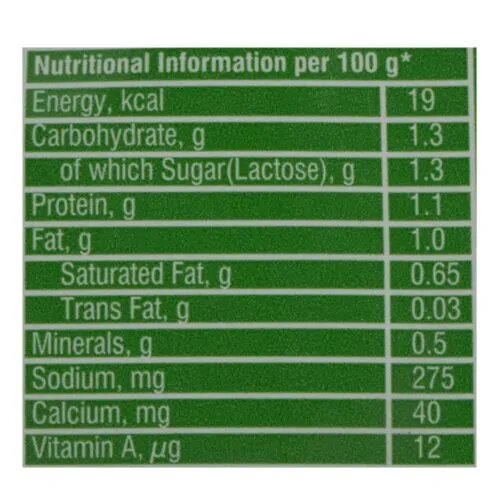 Nutritional Information per 100 g*
Energy, kcal 19
Carbohydrate, g 1.3
of which Sugar(Lactose), g 1.3
Protein, g 1.1
Fat, g 1.0
Saturated Fat, g 0.65
Trans Fat, g 0.03
Minerals, g 0.5
Sodium, mg 275
Calcium, mg 40
Vitamin A, µg 12